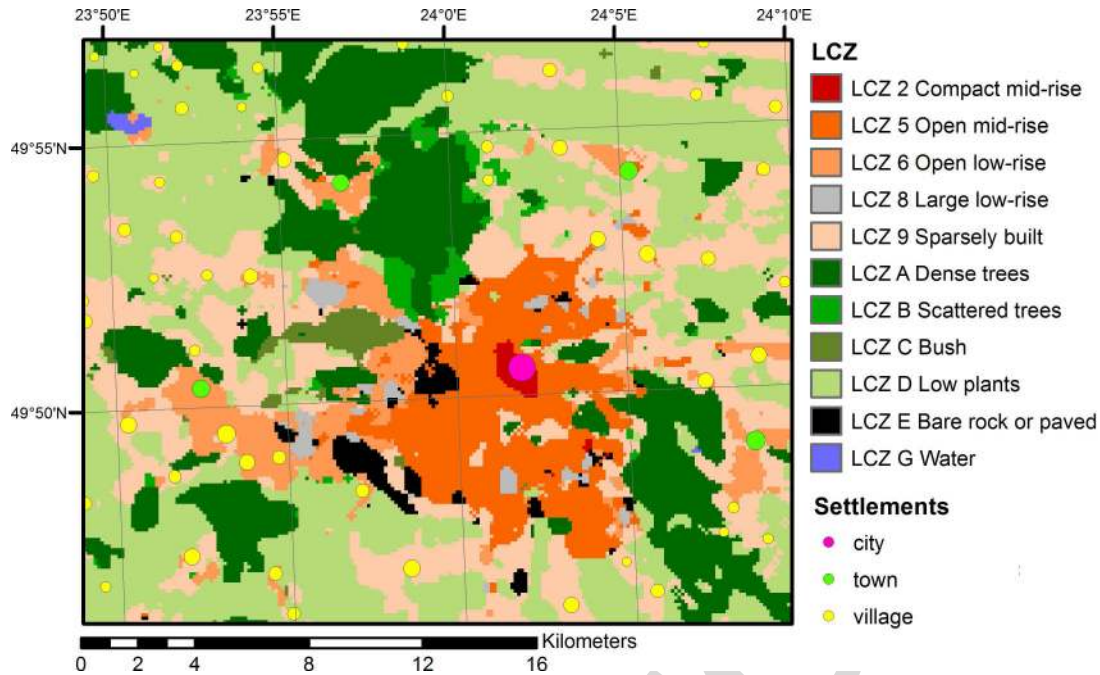 23°50'E 23°55'E 24°0'E 24°5'E 24°10'E
49°55'N
49°50'N
LCZ
LCZ 2 Compact mid-rise
LCZ 5 Open mid-rise
LCZ 6 Open low-rise
LCZ 8 Large low-rise
LCZ 9 Sparsely built
LCZ A Dense trees
LCZ B Scattered trees
LCZ C Bush
LCZ D Low plants
LCZ E Bare rock or paved
LCZ G Water
Settlements
city
town
village
Kilometers
0 2 4 8 12 16